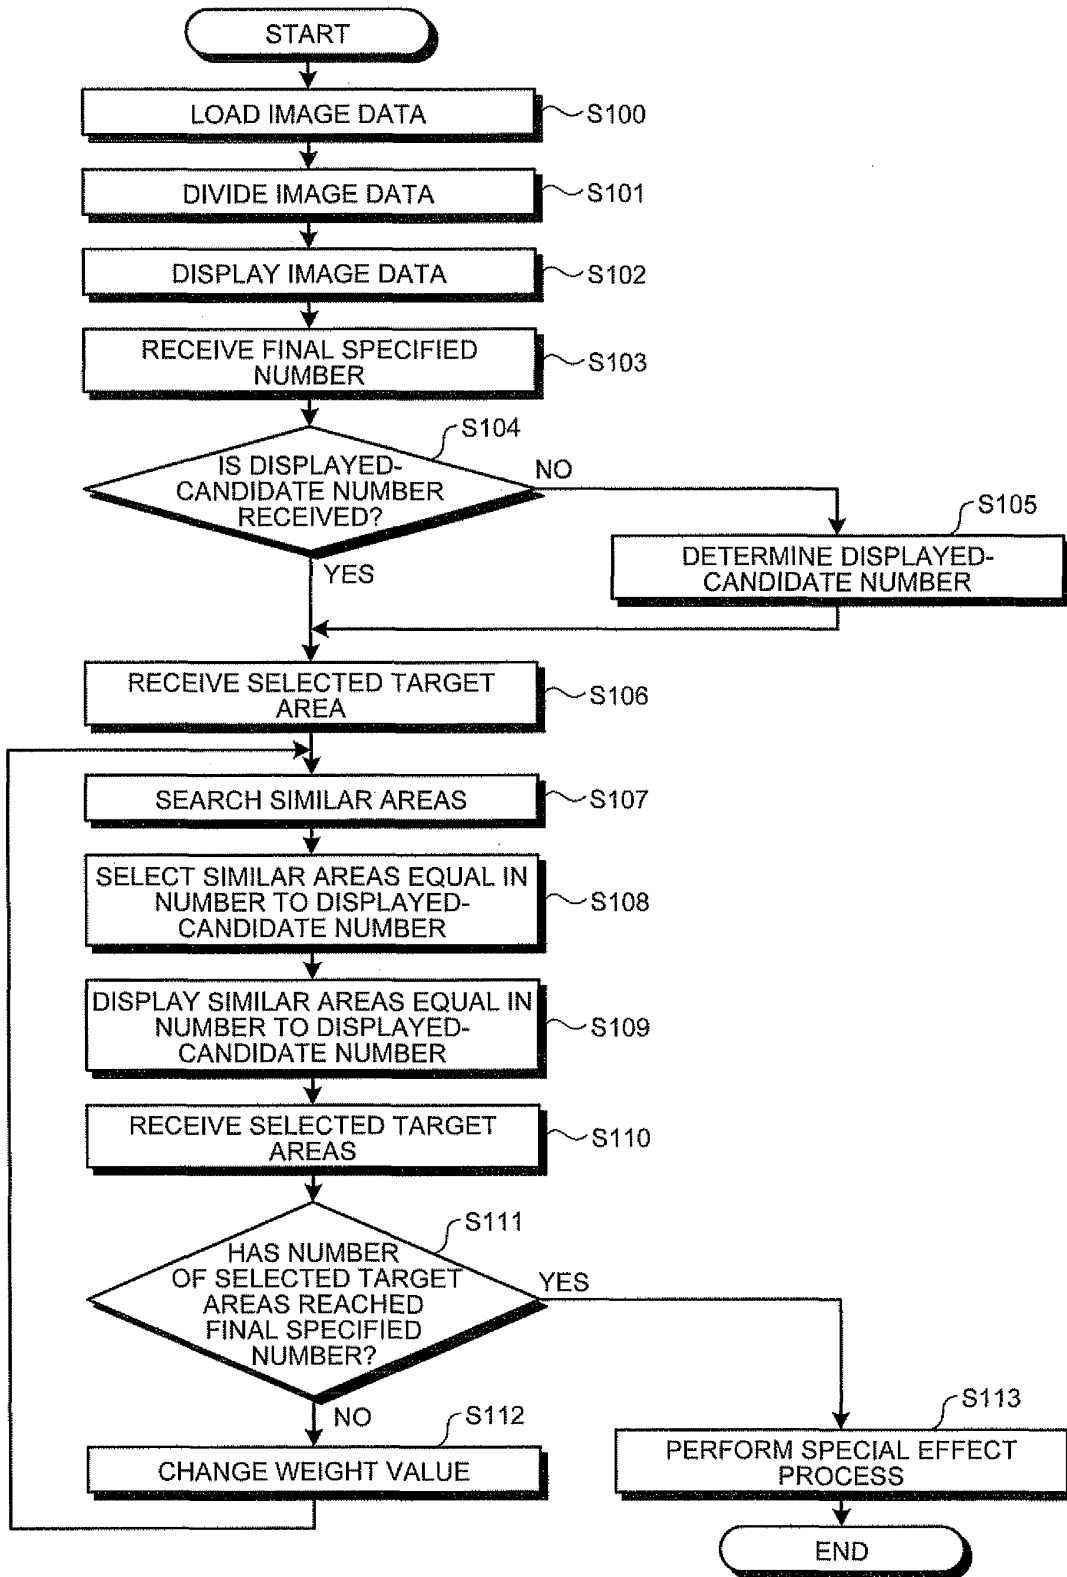 START
LOAD IMAGE DATA
S100
DIVIDE IMAGE DATA
S101
DISPLAY IMAGE DATA
S102
RECEIVE FINAL SPECIFIED
NUMBER
S103
S104
IS DISPLAYED-
CANDIDATE NUMBER
RECEIVED?
NO
YES
S105
DETERMINE DISPLAYED-
CANDIDATE NUMBER
RECEIVE SELECTED TARGET
AREA
S106
SEARCH SIMILAR AREAS
S107
SELECT SIMILAR AREAS EQUAL IN
NUMBER TO DISPLAYED-
CANDIDATE NUMBER
S108
DISPLAY SIMILAR AREAS EQUAL IN
NUMBER TO DISPLAYED-
CANDIDATE NUMBER
S109
RECEIVE SELECTED TARGET
AREAS
S110
S111
HAS NUMBER
OF SELECTED TARGET
AREAS REACHED
FINAL SPECIFIED
NUMBER?
YES
NO
S112
CHANGE WEIGHT VALUE
S113
PERFORM SPECIAL EFFECT
PROCESS
END